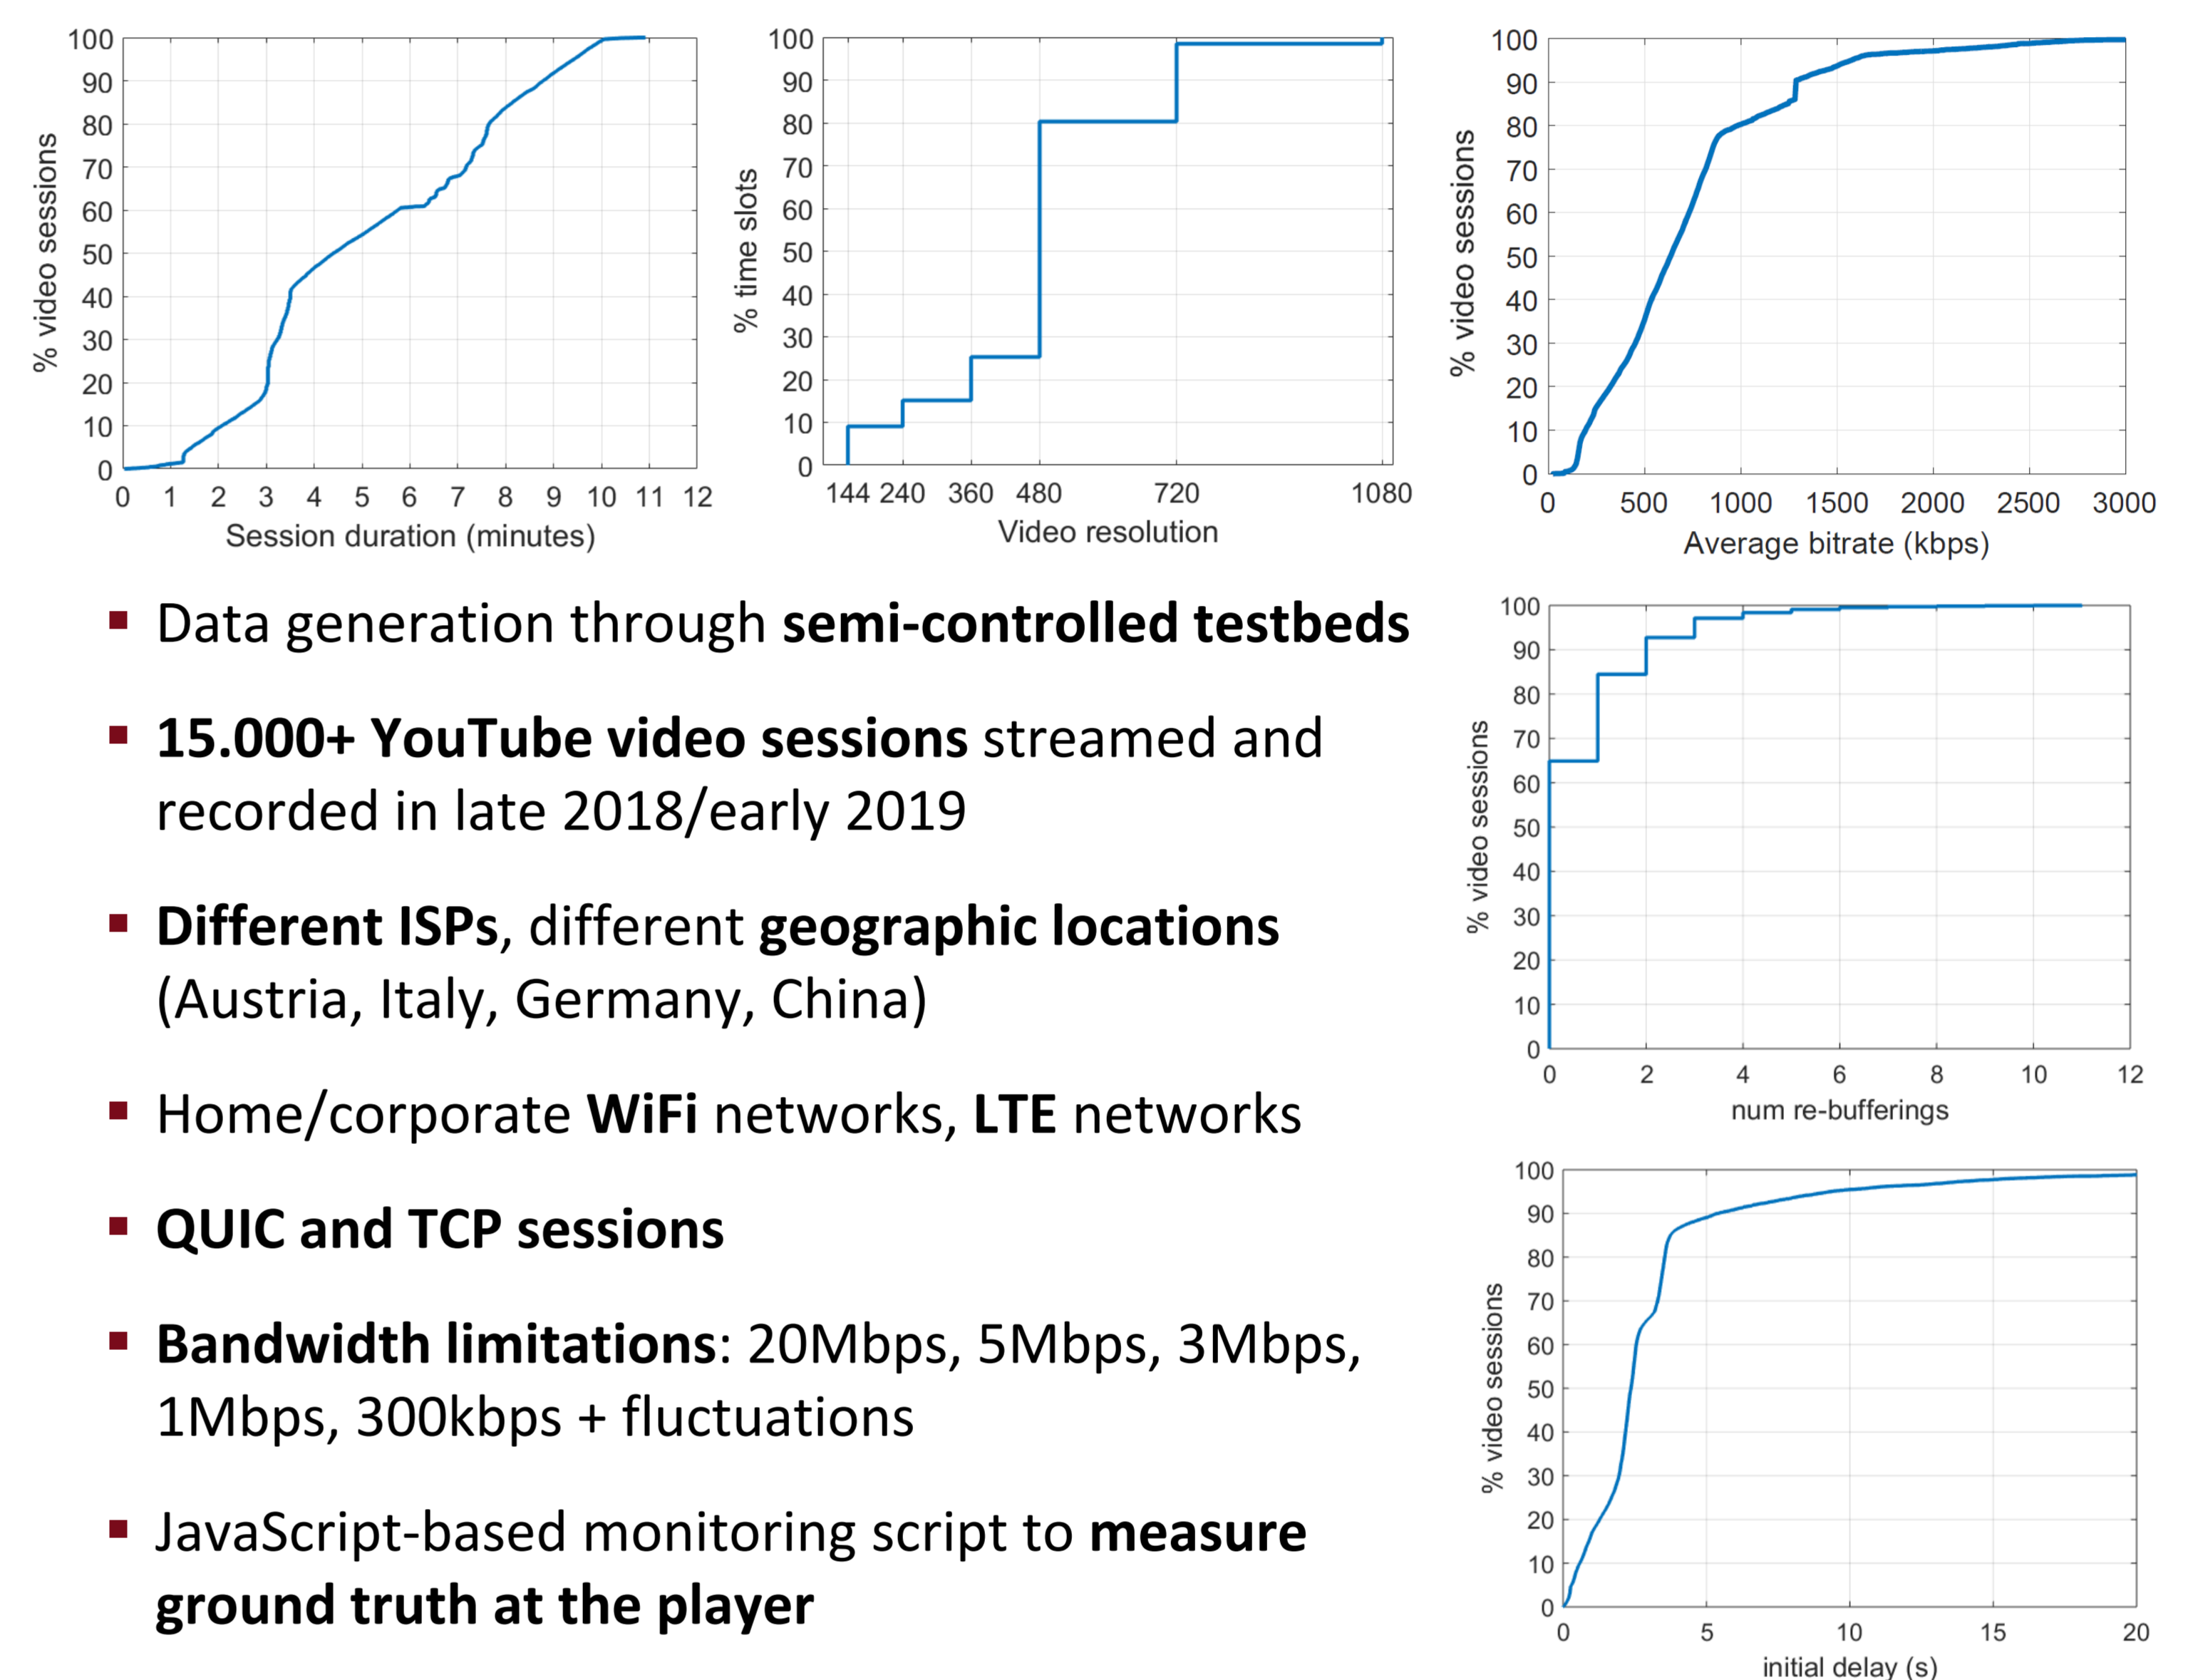 100
90
80
70
60
50
40
30
20
10
0
% video sessions
0 1 2 3 4 5 6 7 8 9 10 11 12
Session duration (minutes)
100
90
80
70
60
50
40
30
20
10
0
% time slots
144 240 360 480 720 1080
Video resolution
100
90
80
70
60
50
40
30
20
10
0
% video sessions
0 500 1000 1500 2000 2500 3000
Average bitrate (kbps)
Data generation through semi-controlled testbeds
15.000+ YouTube video sessions streamed and
recorded in late 2018/early 2019
Different ISPs, different geographic locations
(Austria, Italy, Germany, China)
Home/corporate WiFi networks, LTE networks
QUIC and TCP sessions
Bandwidth limitations: 20Mbps, 5Mbps, 3Mbps,
1Mbps, 300kbps + fluctuations
JavaScript-based monitoring script to measure
ground truth at the player
100
90
80
70
60
50
40
30
20
10
0
% video sessions
0 2 4 6 8 10 12
num re-bufferings
100
90
80
70
60
50
40
30
20
10
0
% video sessions
0 5 10 15 20
initial delay (s)